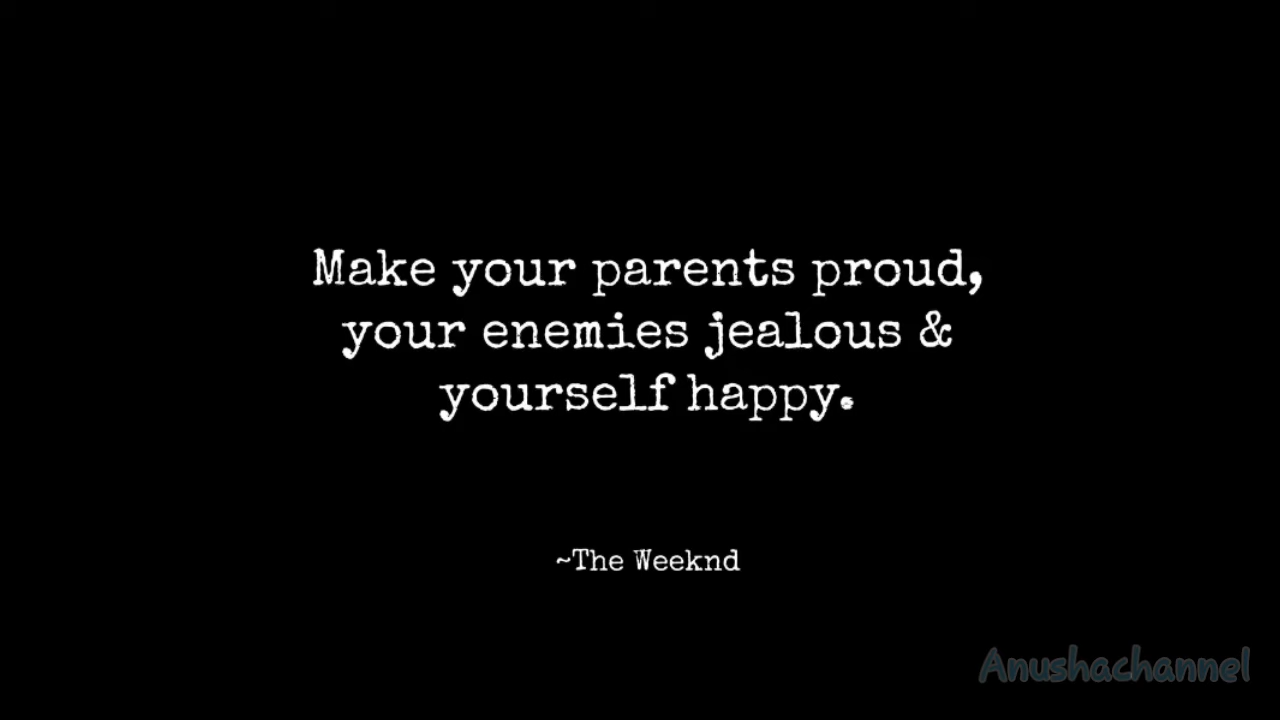 Make your parents proud,
your enemies jealous &
yourself happy.
~The Weeknd
Anushachannel